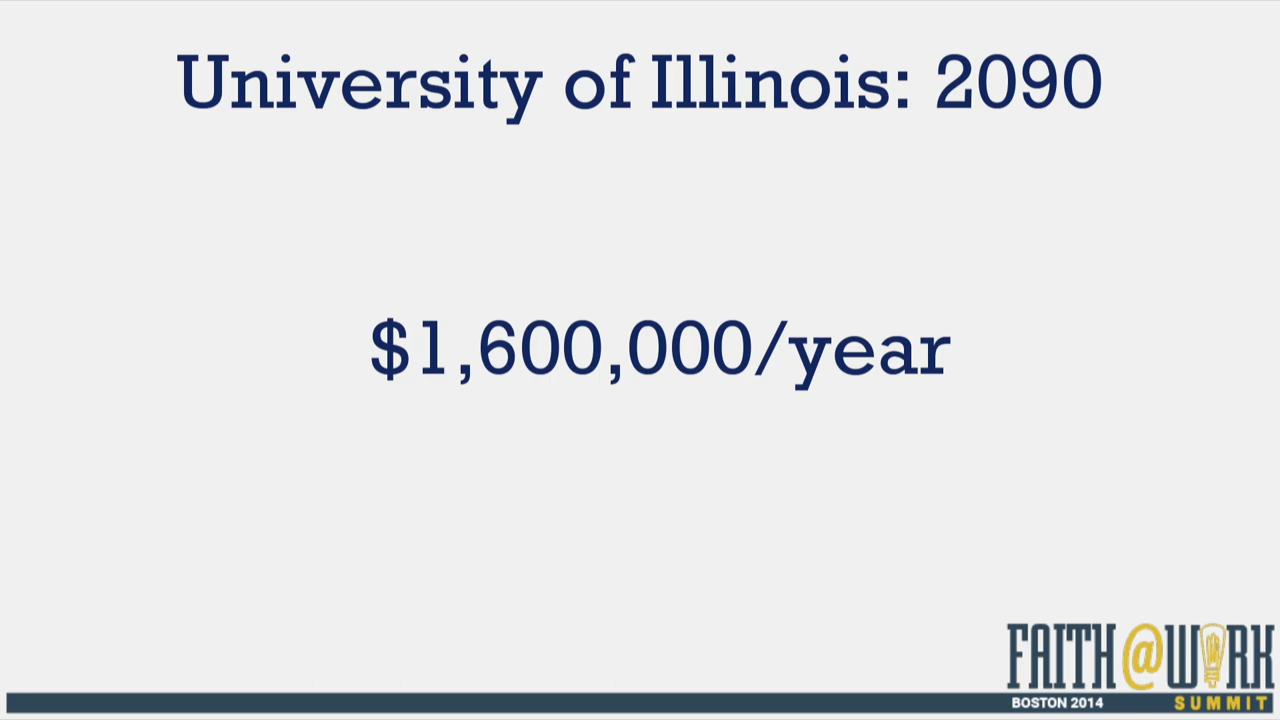 University of Illinois: 2090
$1,600,000/year
FAITH@WORK
BOSTON 2014 SUMMIT